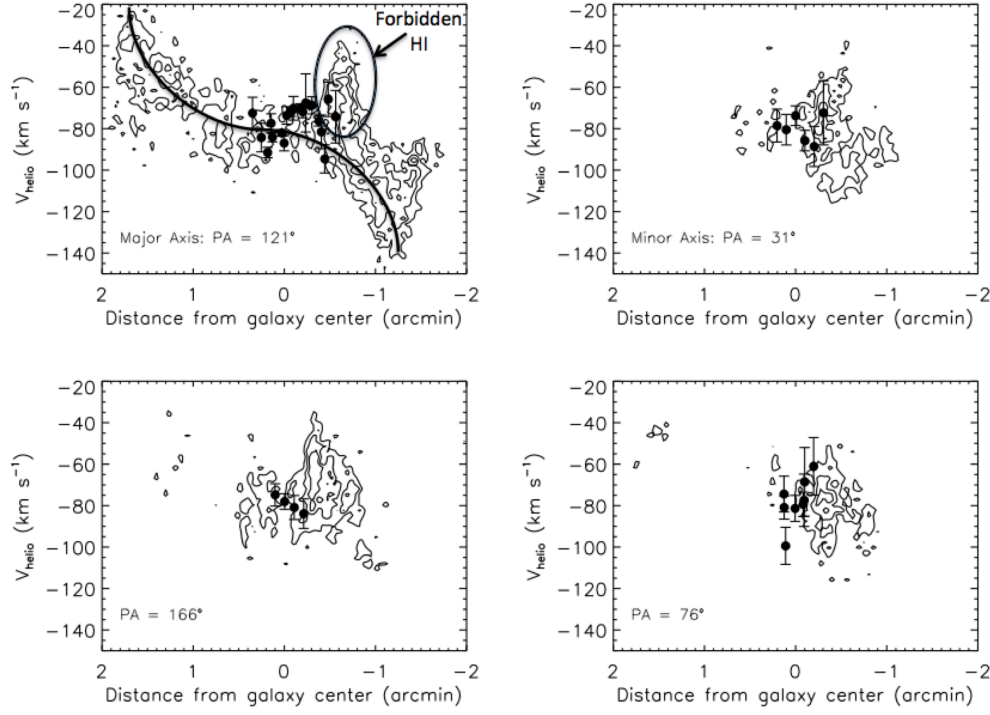 Forbidden
HI
−20
−40
−60
−80
−100
−120
−140
V_helio (km s⁻¹)
Major Axis: PA = 121°
2 1 0 −1 −2
Distance from galaxy center (arcmin)
−20
−40
−60
−80
−100
−120
−140
V_helio (km s⁻¹)
Minor Axis: PA = 31°
2 1 0 −1 −2
Distance from galaxy center (arcmin)
−20
−40
−60
−80
−100
−120
−140
V_helio (km s⁻¹)
PA = 166°
2 1 0 −1 −2
Distance from galaxy center (arcmin)
−20
−40
−60
−80
−100
−120
−140
V_helio (km s⁻¹)
PA = 76°
2 1 0 −1 −2
Distance from galaxy center (arcmin)